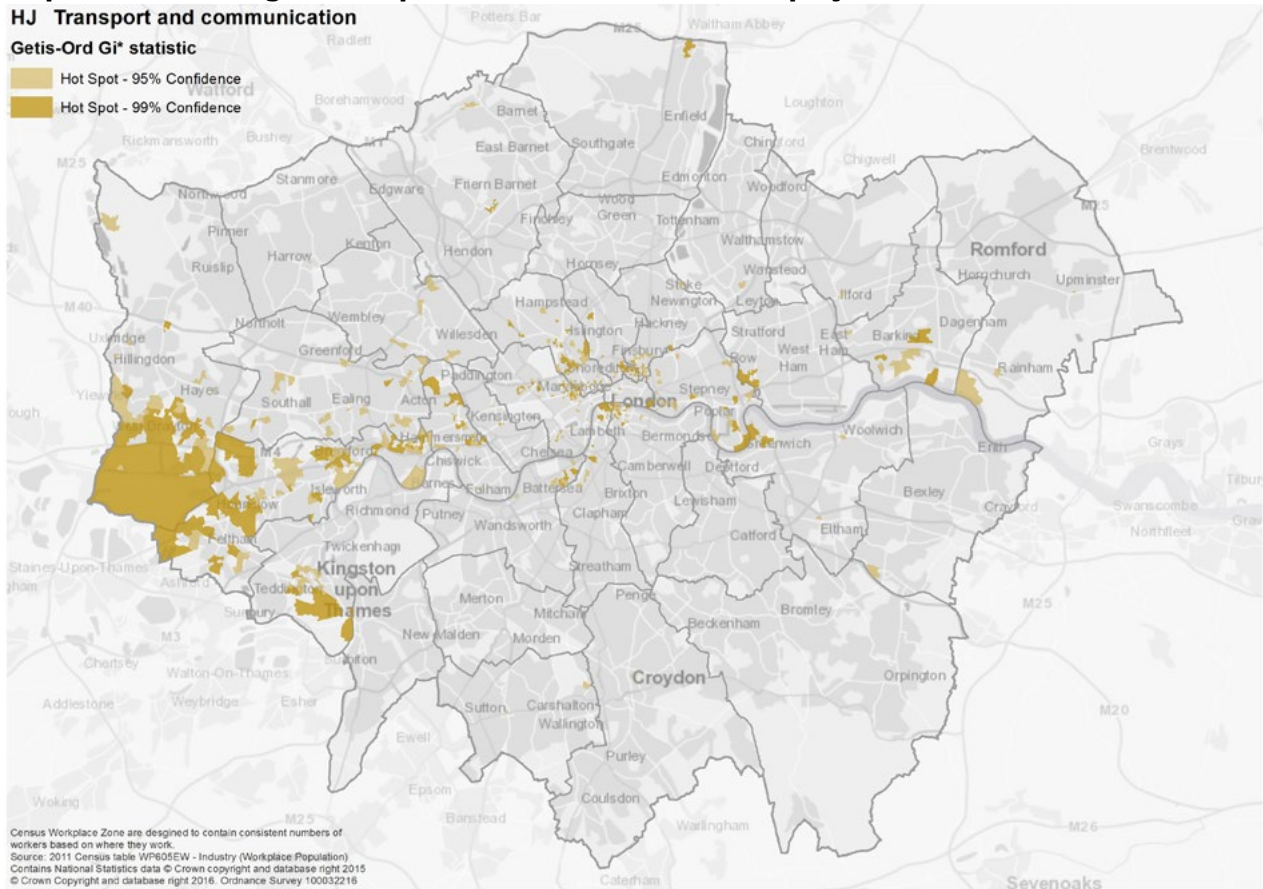 HJ Transport and communication
Getis-Ord Gi* statistic
Hot Spot - 95% Confidence
Hot Spot - 99% Confidence
Potters Bar
Waltham Abbey
M25
Radlett
Watford
Borehamwood
Barnet
Enfield
Loughton
Rickmansworth
Bushey
M1
East Barnet
Southgate
Chingford
Brentwood
M25
Stanmore
Chigwell
Northwood
Edgware
Friern Barnet
Edmonton
Woodford
Wood
Green
M25
Pinner
Finchley
Tottenham
Kenton
Hendon
Walthamstow
Romford
Harrow
Hornsey
Wanstead
Ruislip
Stoke
Newington
Leyton
Ilford
Hornchurch
Upminster
M40
Hampstead
Islington
Hackney
Northolt
Wembley
Willesden
Stratford
East
Ham
Barking
Dagenham
Uxbridge
Hillingdon
Greenford
Finsbury
Bow
West
Ham
Rainham
Paddington
Hayes
Southall
Ealing
Acton
Stepney
Kensington
London
Poplar
Lambeth
Bermondsey
Woolwich
Hammersmith
M4
Chiswick
Chelsea
Greenwich
Erith
Grays
Isleworth
Barnes
Fulham
Battersea
Camberwell
Deptford
Bexley
Tilbury
Richmond
Putney
Brixton
Lewisham
Crayford
Swanscombe
Northfleet
Feltham
Wandsworth
Clapham
Eltham
Twickenham
Catford
Staines-Upon-Thames
Ashford
Kingston
upon
Thames
Streatham
Teddington
Penge
M25
Sunbury
Merton
Mitcham
Bromley
Beckenham
M3
New Malden
Morden
Chertsey
Surbiton
Walton-On-Thames
Croydon
Orpington
Addlestone
Weybridge
Esher
Sutton
Carshalton
Wallington
M20
Ewell
Purley
Epsom
Coulsdon
Woking
M25
Banstead
Warlingham
M26
Caterham
Sevenoaks
Census Workplace Zone are desgined to contain consistent numbers of
workers based on where they work.
Source: 2011 Census table WP605EW - Industry (Workplace Population)
Contains National Statistics data © Crown copyright and database right 2015
© Crown Copyright and database right 2016. Ordnance Survey 100032216